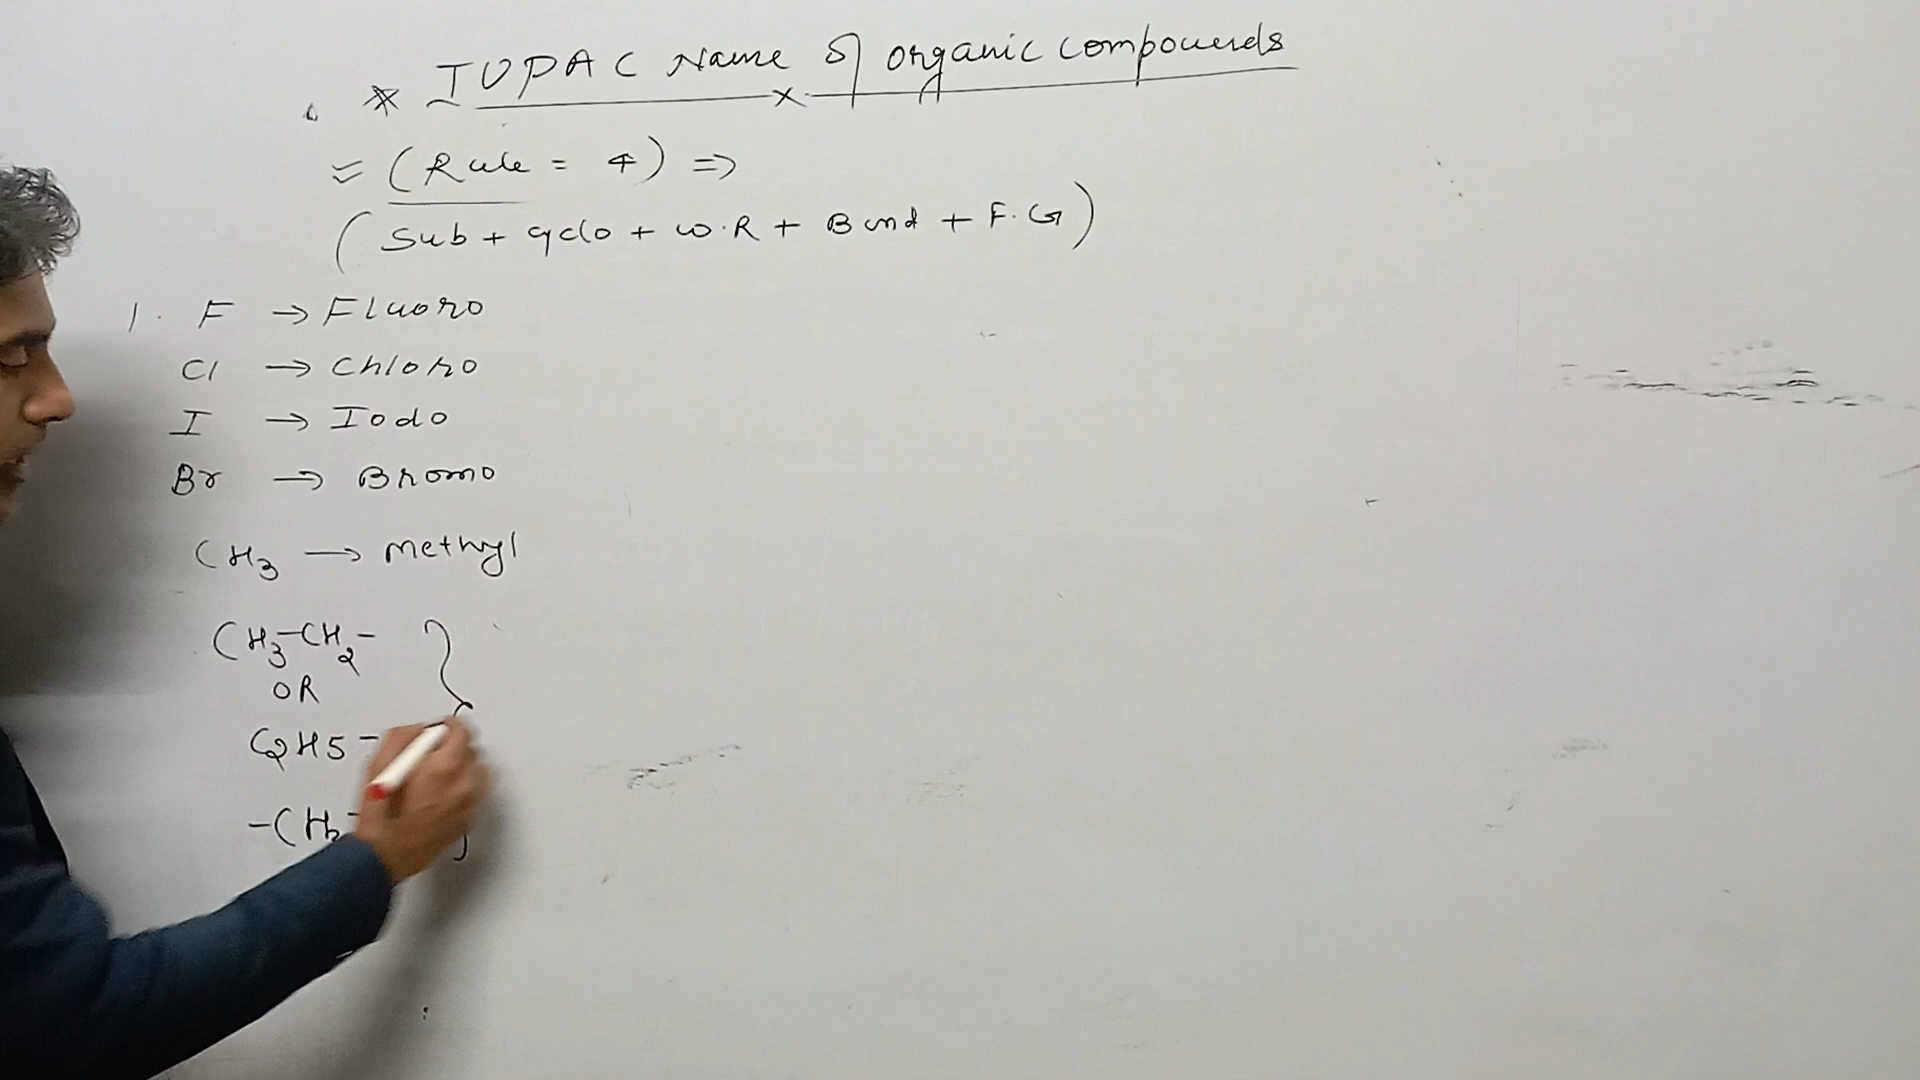 * IUPAC Name of organic compounds
(Rule = 4) =>
(Sub + cyclo + W.R + Bond + F.G)
1. F → Fluoro
Cl → Chloro
I → Iodo
Br → Bromo
CH3 → methyl
CH3-CH2-
OR
C2H5-
-CH2-